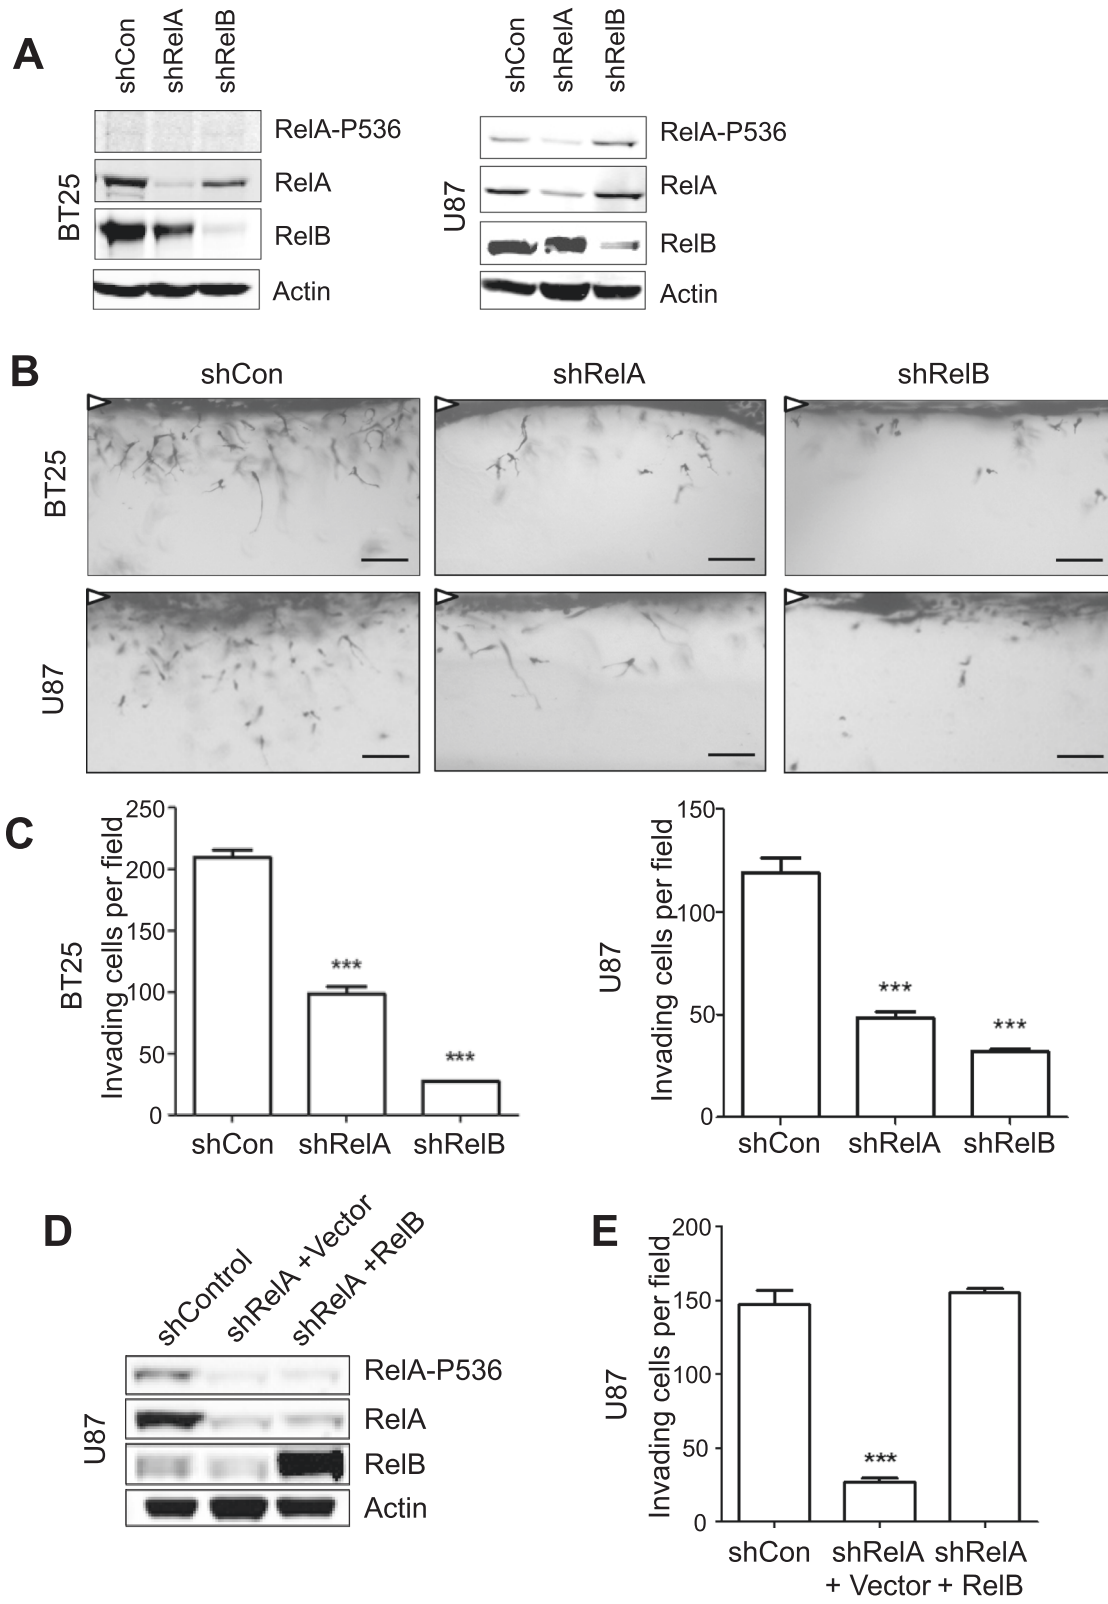 A
shCon
shRelA
shRelB
BT25
RelA-P536
RelA
RelB
Actin
shCon
shRelA
shRelB
U87
RelA-P536
RelA
RelB
Actin
B
shCon
shRelA
shRelB
BT25
U87
C
BT25
Invading cells per field
250
200
150
100
50
0
***
***
shCon
shRelA
shRelB
U87
Invading cells per field
150
100
50
0
***
***
shCon
shRelA
shRelB
D
shControl
shRelA +Vector
shRelA +RelB
U87
RelA-P536
RelA
RelB
Actin
E
U87
Invading cells per field
200
150
100
50
0
***
shCon
shRelA
+ Vector
shRelA
+ RelB